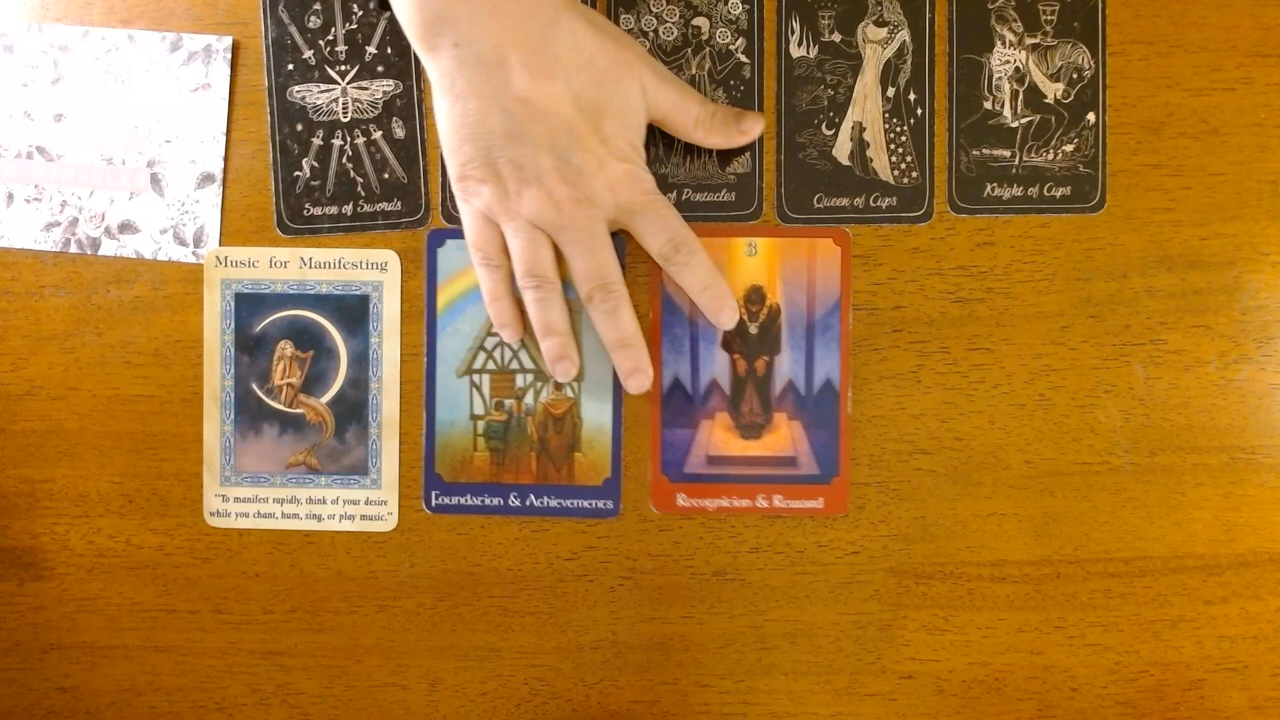 Seven of Swords
of Pentacles
Queen of Cups
Knight of Cups
Music for Manifesting
3
"To manifest rapidly, think of your desire
while you chant, hum, sing, or play music."
Foundation & Achievements
Recognition & Reward